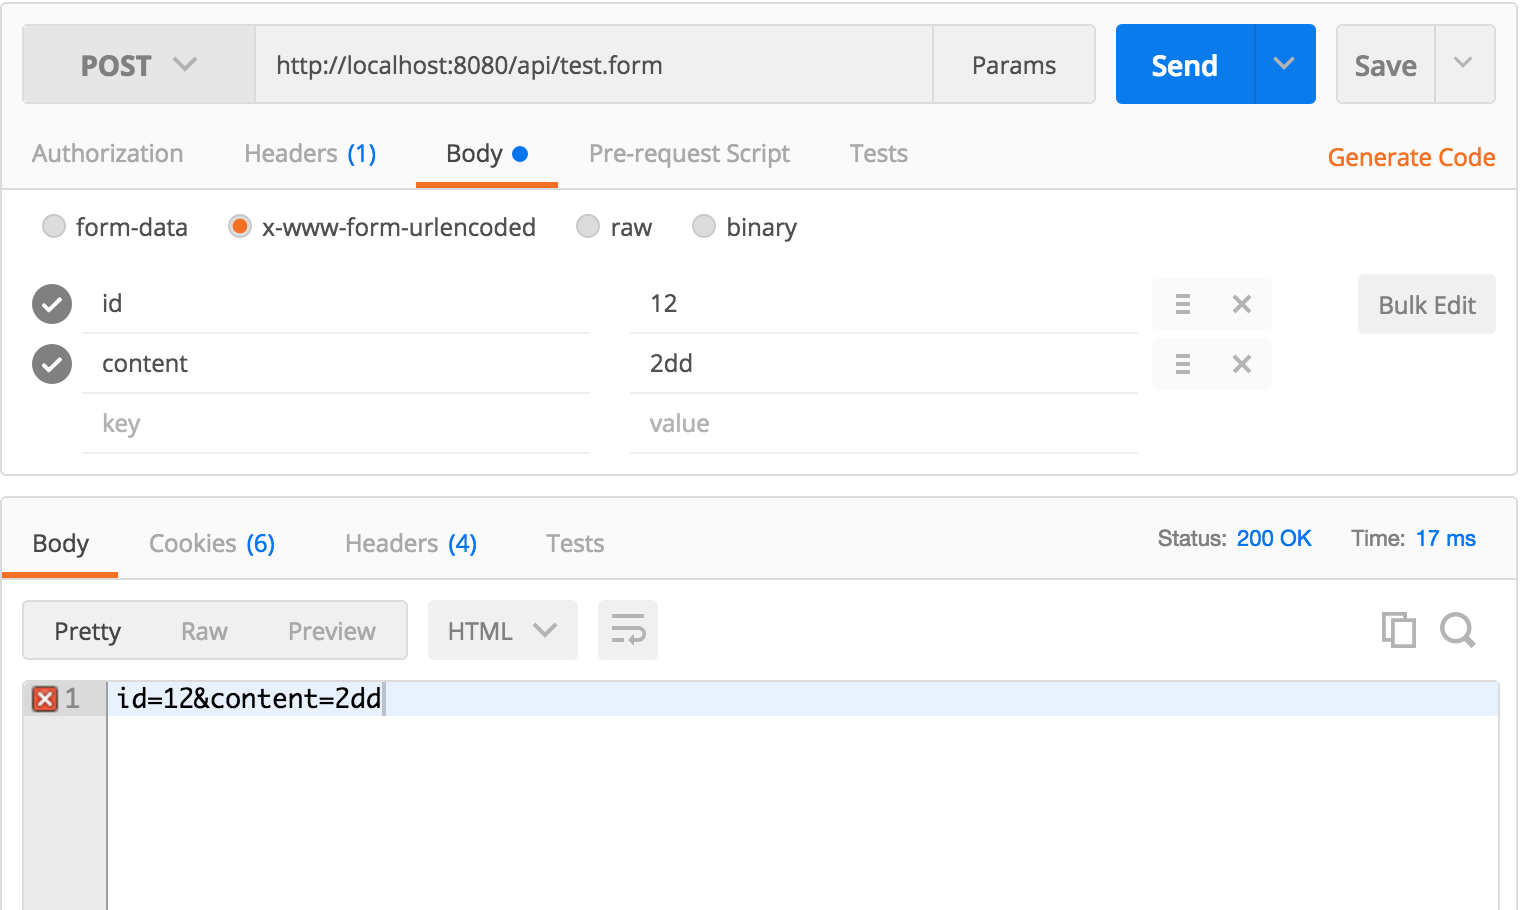 POST http://localhost:8080/api/test.form Params Send Save
Authorization Headers (1) Body Pre-request Script Tests Generate Code
form-data x-www-form-urlencoded raw binary
id 12 Bulk Edit
content 2dd
key value
Body Cookies (6) Headers (4) Tests Status: 200 OK Time: 17 ms
Pretty Raw Preview HTML
1 id=12&content=2dd